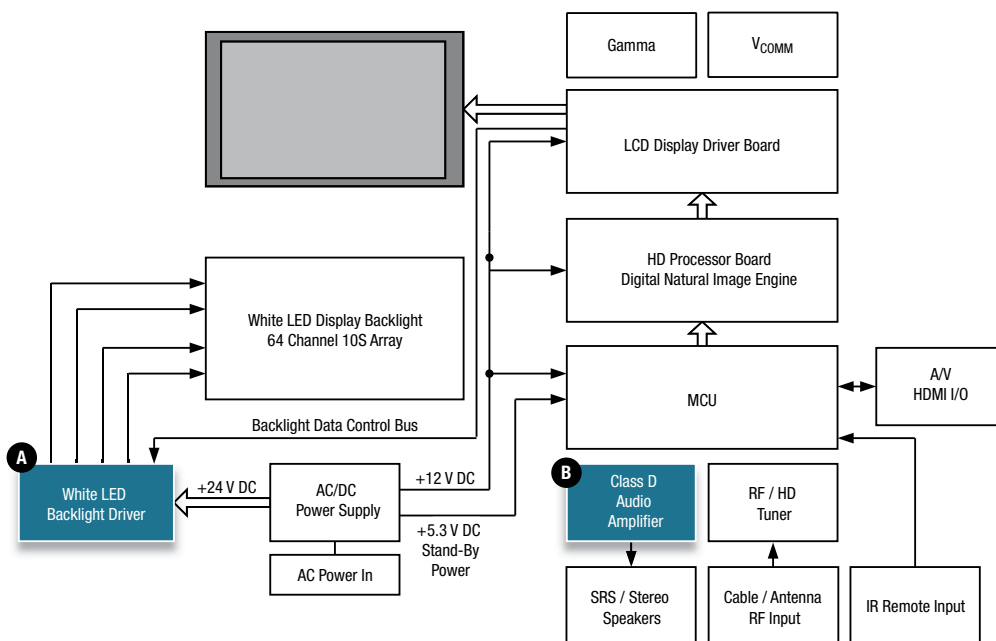 Gamma
VCOMM
LCD Display Driver Board
HD Processor Board
Digital Natural Image Engine
White LED Display Backlight
64 Channel 10S Array
MCU
A/V
HDMI I/O
Backlight Data Control Bus
A
White LED
Backlight Driver
+24 V DC
AC/DC
Power Supply
+12 V DC
+5.3 V DC
Stand-By
Power
AC Power In
B
Class D
Audio
Amplifier
RF / HD
Tuner
SRS / Stereo
Speakers
Cable / Antenna
RF Input
IR Remote Input